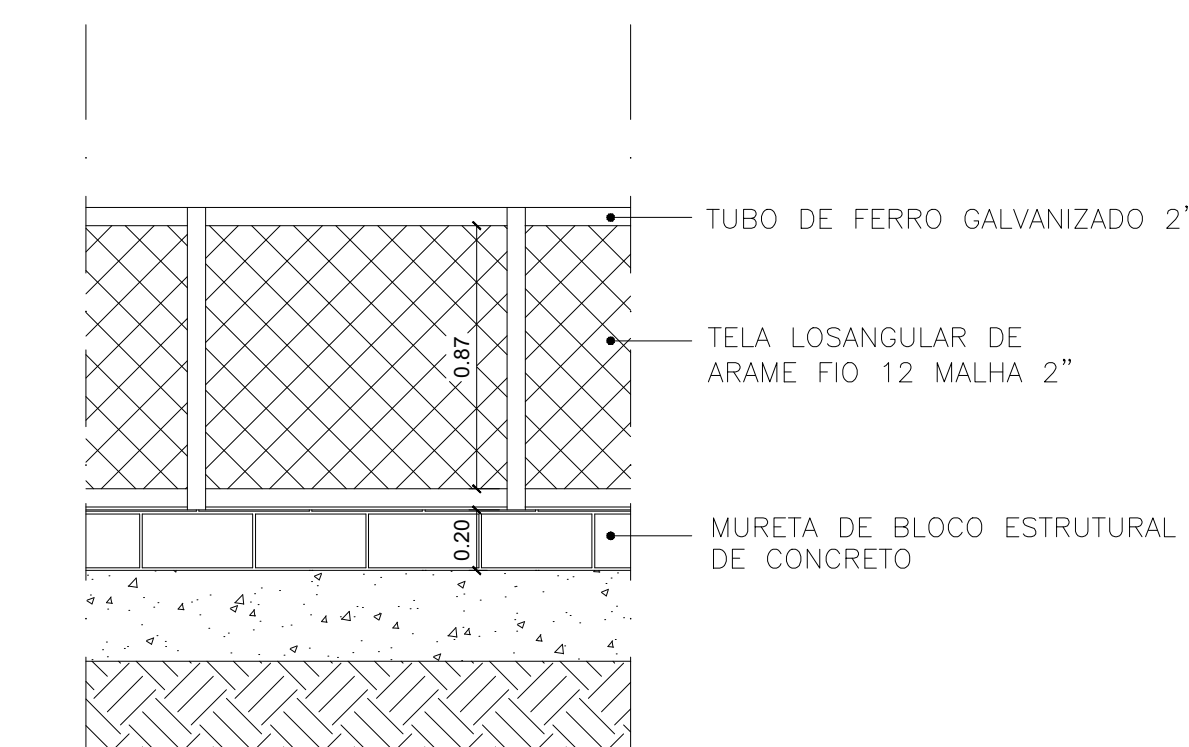 TUBO DE FERRO GALVANIZADO 2'
TELA LOSANGULAR DE
ARAME FIO 12 MALHA 2”
0.87
MURETA DE BLOCO ESTRUTURAL
DE CONCRETO
0.20